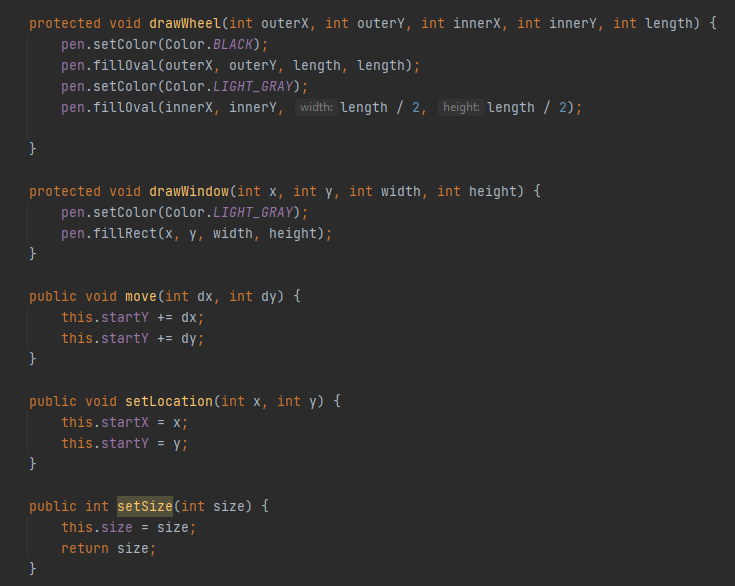 protected void drawWheel(int outerX, int outerY, int innerX, int innerY, int length) {
    pen.setColor(Color.BLACK);
    pen.fillOval(outerX, outerY, length, length);
    pen.setColor(Color.LIGHT_GRAY);
    pen.fillOval(innerX, innerY, width: length / 2, height: length / 2);
}
protected void drawWindow(int x, int y, int width, int height) {
    pen.setColor(Color.LIGHT_GRAY);
    pen.fillRect(x, y, width, height);
}
public void move(int dx, int dy) {
    this.startY += dx;
    this.startY += dy;
}
public void setLocation(int x, int y) {
    this.startX = x;
    this.startY = y;
}
public int setSize(int size) {
    this.size = size;
    return size;
}